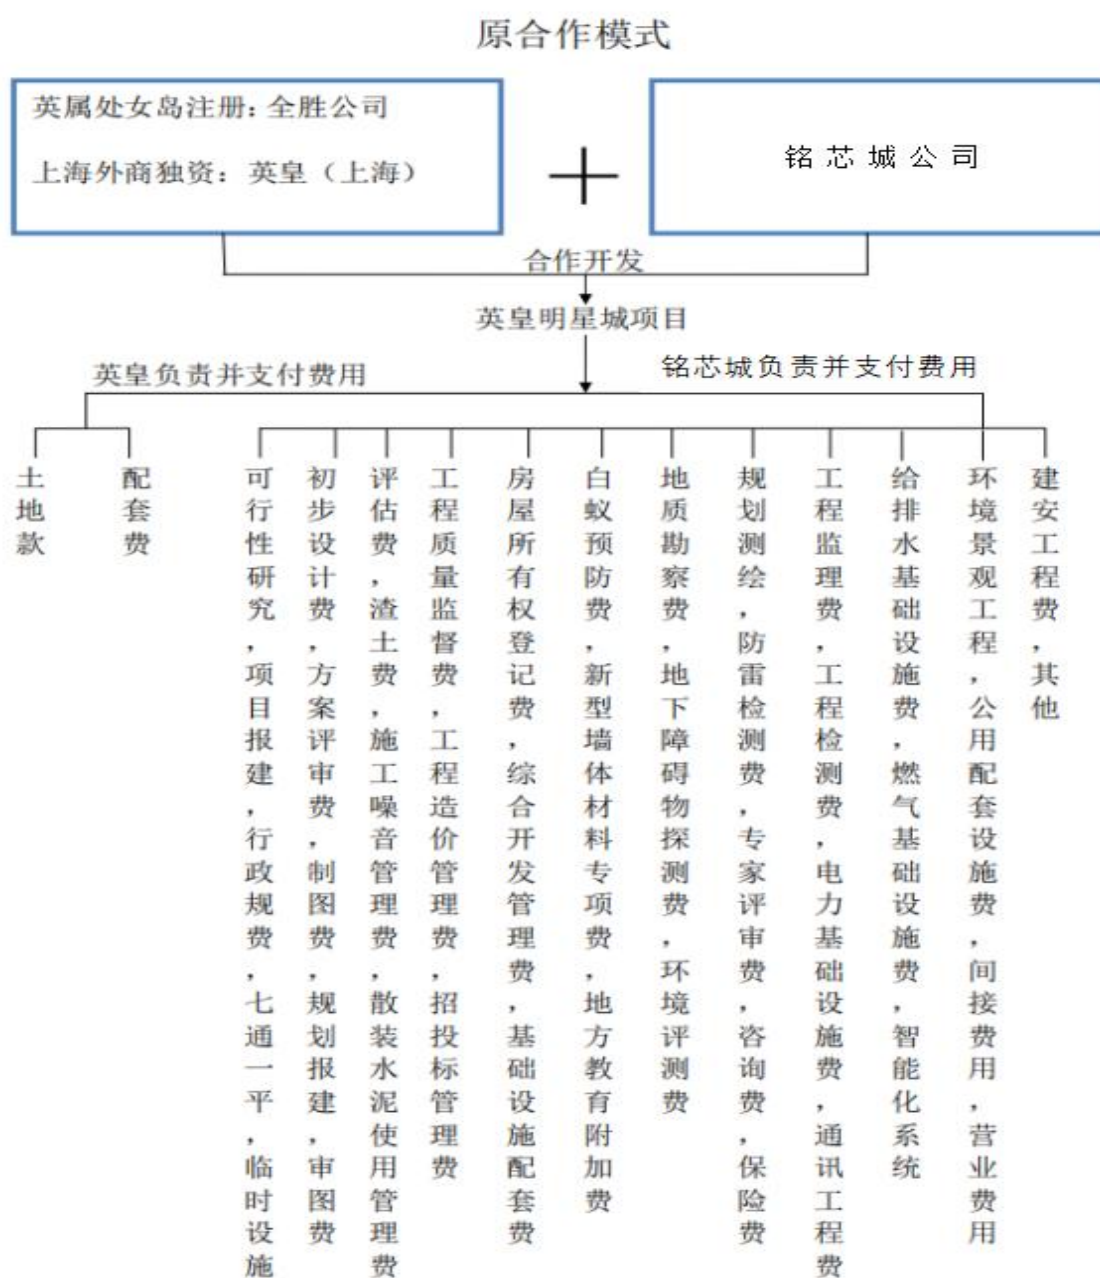 原合作模式
英属处女岛注册：全胜公司
上海外商独资：英皇（上海）
铭芯城公司
合作开发
英皇明星城项目
英皇负责并支付费用
铭芯城负责并支付费用
土地款
配套费
可行性研究，项目报建，行政规费，七通一平，临时设施
初步设计费，方案评审费，制图费，规划报建，审图费
评估费，渣土费，施工噪音管理费，散装水泥使用管理费
工程质量监督费，工程造价管理费，招投标管理费
房屋所有权登记费，综合开发管理费，基础设施配套费
白蚁预防费，新型墙体材料专项费，地方教育附加费
地质勘察费，地下障碍物探测费，环境评测费
规划测绘，防雷检测费，专家评审费，咨询费，保险费
工程监理费，工程检测费，电力基础设施费，通讯工程费
给排水基础设施费，燃气基础设施费，智能化系统
环境景观工程，公用配套设施费，间接费用，营业费用
建安工程费，其他